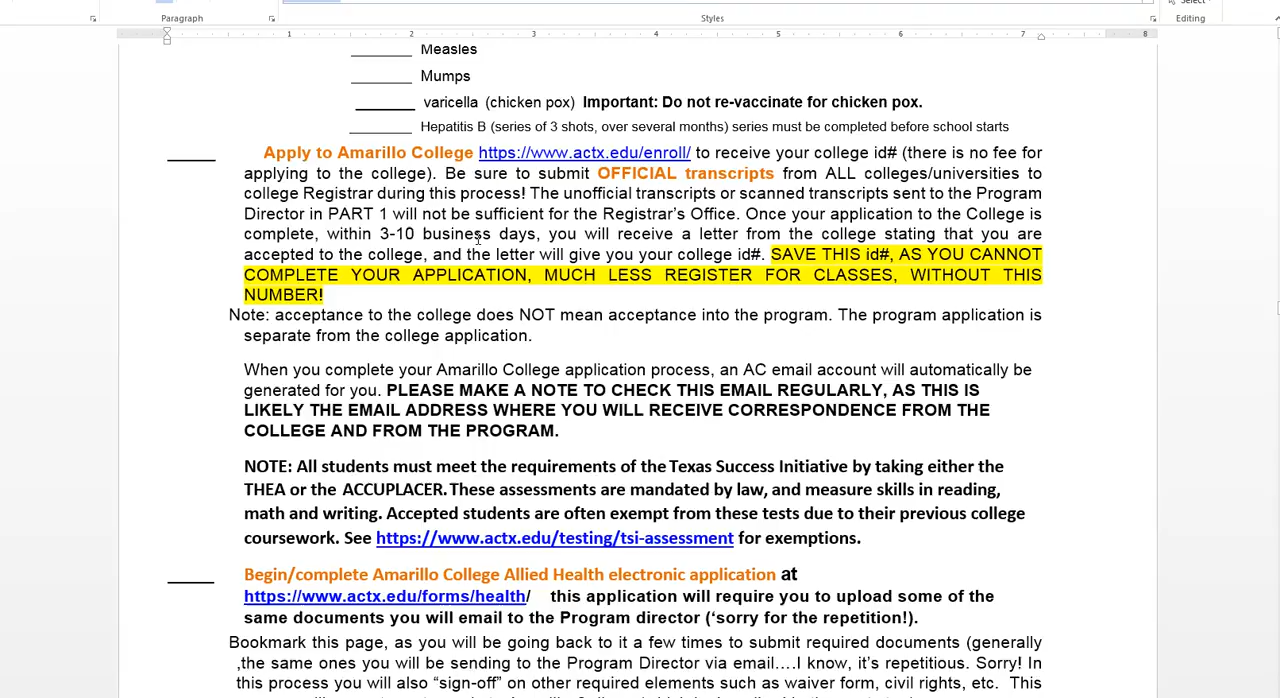 Select
Paragraph
Styles
Editing
1 2 3 4 5 6 7 8
Measles
Mumps
varicella (chicken pox) Important: Do not re-vaccinate for chicken pox.
Hepatitis B (series of 3 shots, over several months) series must be completed before school starts
Apply to Amarillo College https://www.actx.edu/enroll/ to receive your college id# (there is no fee for
applying to the college). Be sure to submit OFFICIAL transcripts from ALL colleges/universities to
college Registrar during this process! The unofficial transcripts or scanned transcripts sent to the Program
Director in PART 1 will not be sufficient for the Registrar's Office. Once your application to the College is
complete, within 3-10 business days, you will receive a letter from the college stating that you are
accepted to the college, and the letter will give you your college id#. SAVE THIS id#, AS YOU CANNOT
COMPLETE YOUR APPLICATION, MUCH LESS REGISTER FOR CLASSES, WITHOUT THIS
NUMBER!
Note: acceptance to the college does NOT mean acceptance into the program. The program application is
separate from the college application.
When you complete your Amarillo College application process, an AC email account will automatically be
generated for you. PLEASE MAKE A NOTE TO CHECK THIS EMAIL REGULARLY, AS THIS IS
LIKELY THE EMAIL ADDRESS WHERE YOU WILL RECEIVE CORRESPONDENCE FROM THE
COLLEGE AND FROM THE PROGRAM.
NOTE: All students must meet the requirements of the Texas Success Initiative by taking either the
THEA or the ACCUPLACER. These assessments are mandated by law, and measure skills in reading,
math and writing. Accepted students are often exempt from these tests due to their previous college
coursework. See https://www.actx.edu/testing/tsi-assessment for exemptions.
Begin/complete Amarillo College Allied Health electronic application at
https://www.actx.edu/forms/health/ this application will require you to upload some of the
same documents you will email to the Program director ('sorry for the repetition!).
Bookmark this page, as you will be going back to it a few times to submit required documents (generally
,the same ones you will be sending to the Program Director via email….I know, it's repetitious. Sorry! In
this process you will also "sign-off" on other required elements such as waiver form, civil rights, etc. This